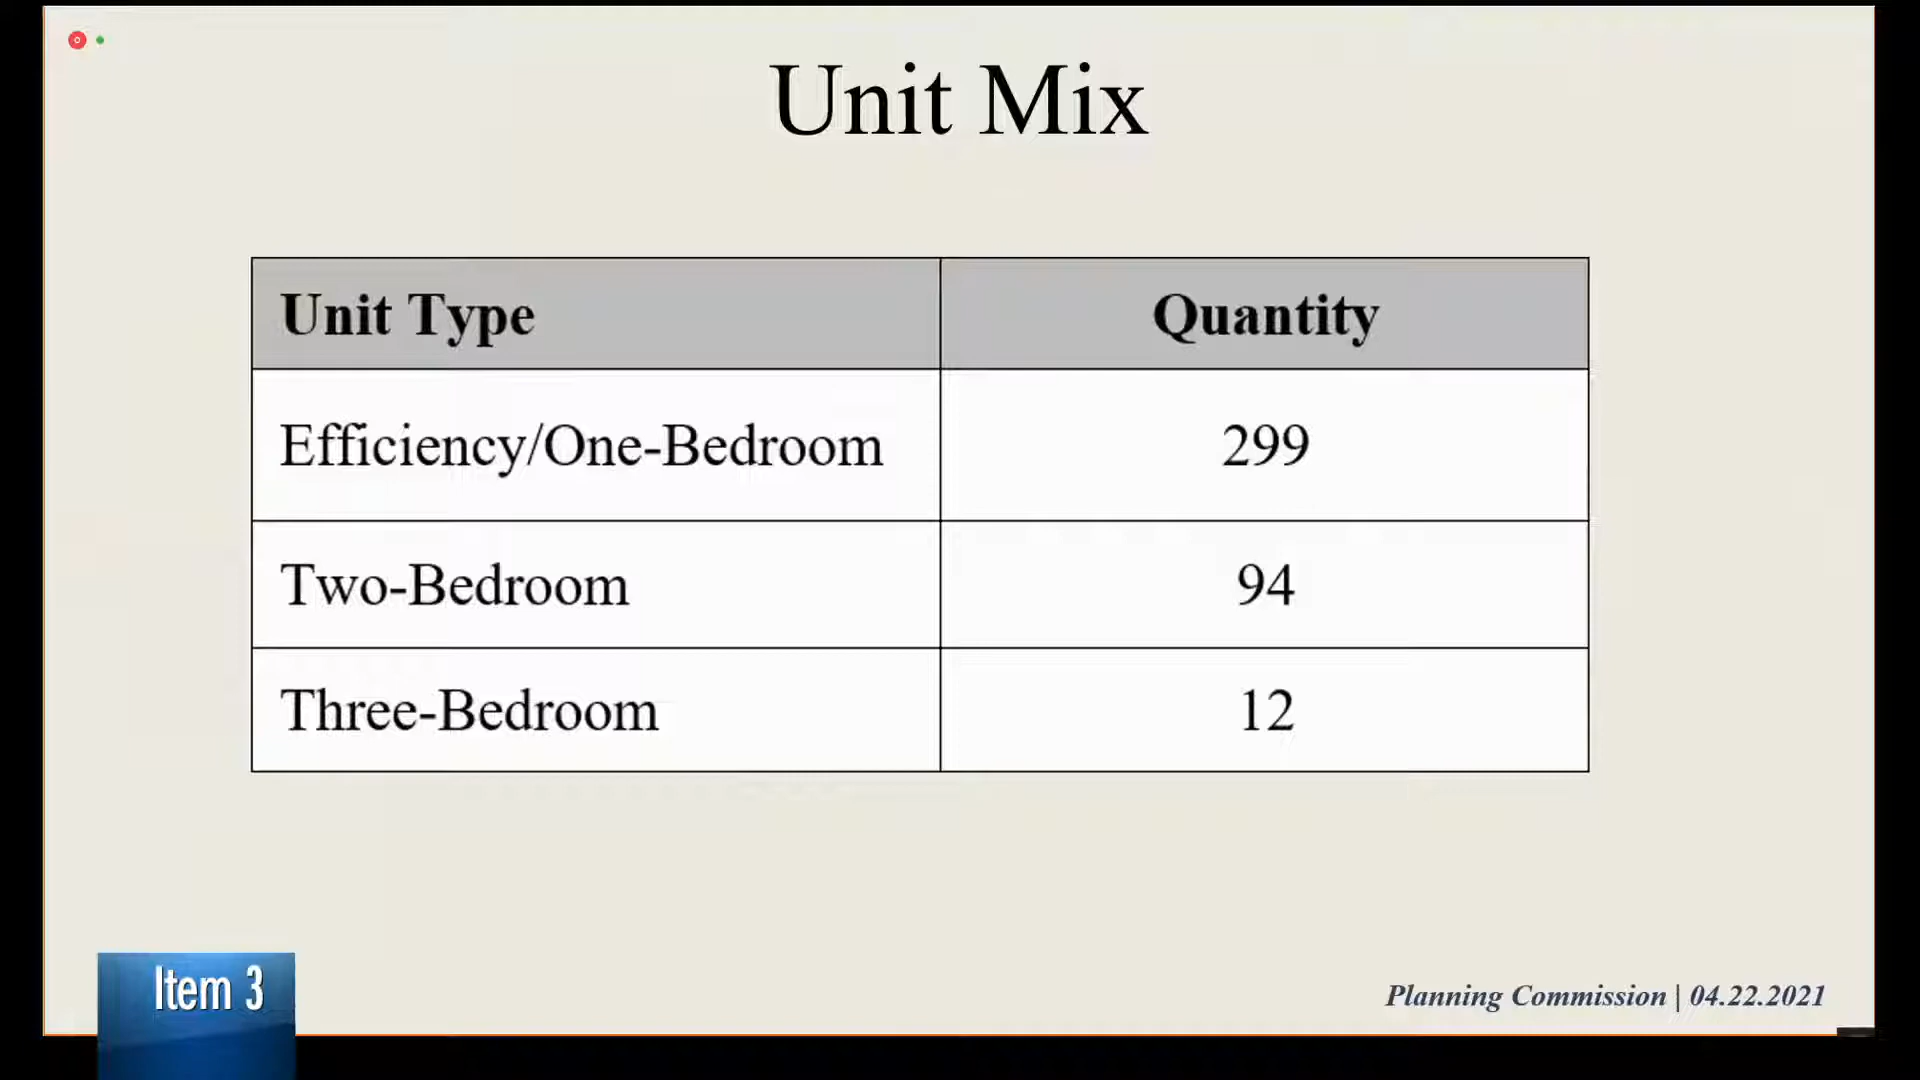 Unit Mix
Unit Type Quantity
Efficiency/One-Bedroom 299
Two-Bedroom 94
Three-Bedroom 12
Item 3
Planning Commission | 04.22.2021